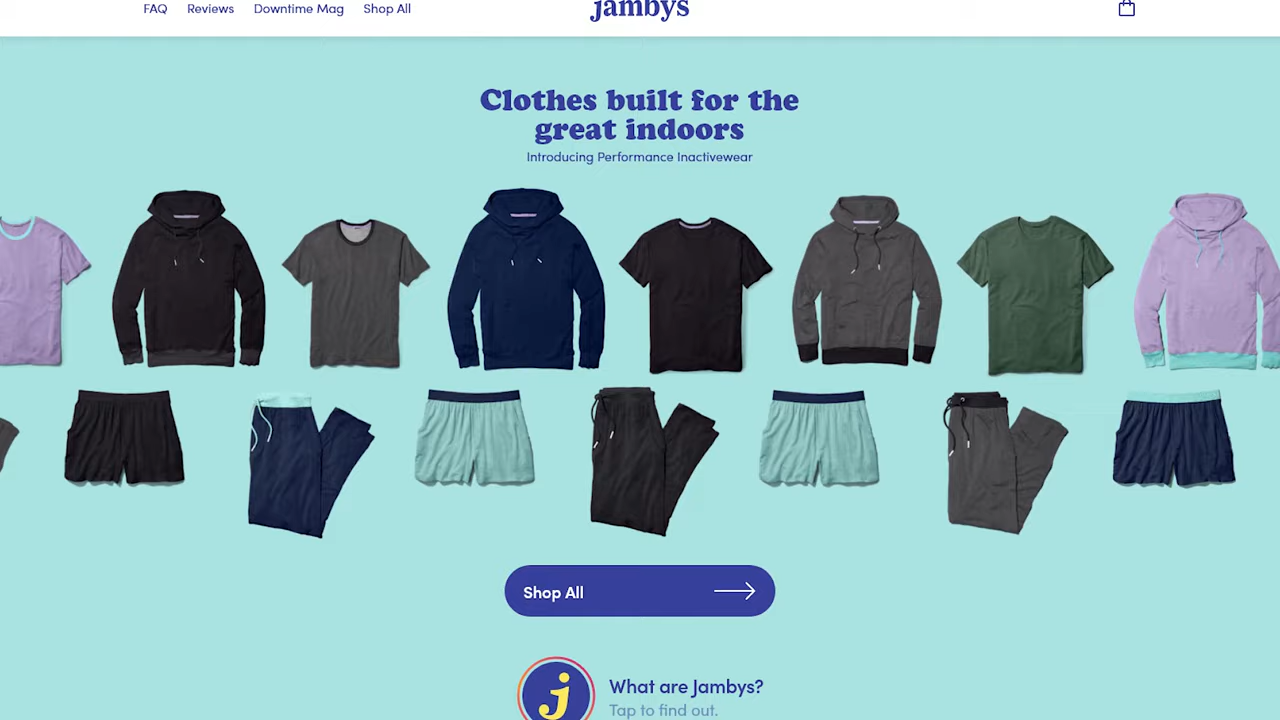 FAQ Reviews Downtime Mag Shop All
jambys
Clothes built for the
great indoors
Introducing Performance Inactivewear
Shop All
j
What are Jambys?
Tap to find out.